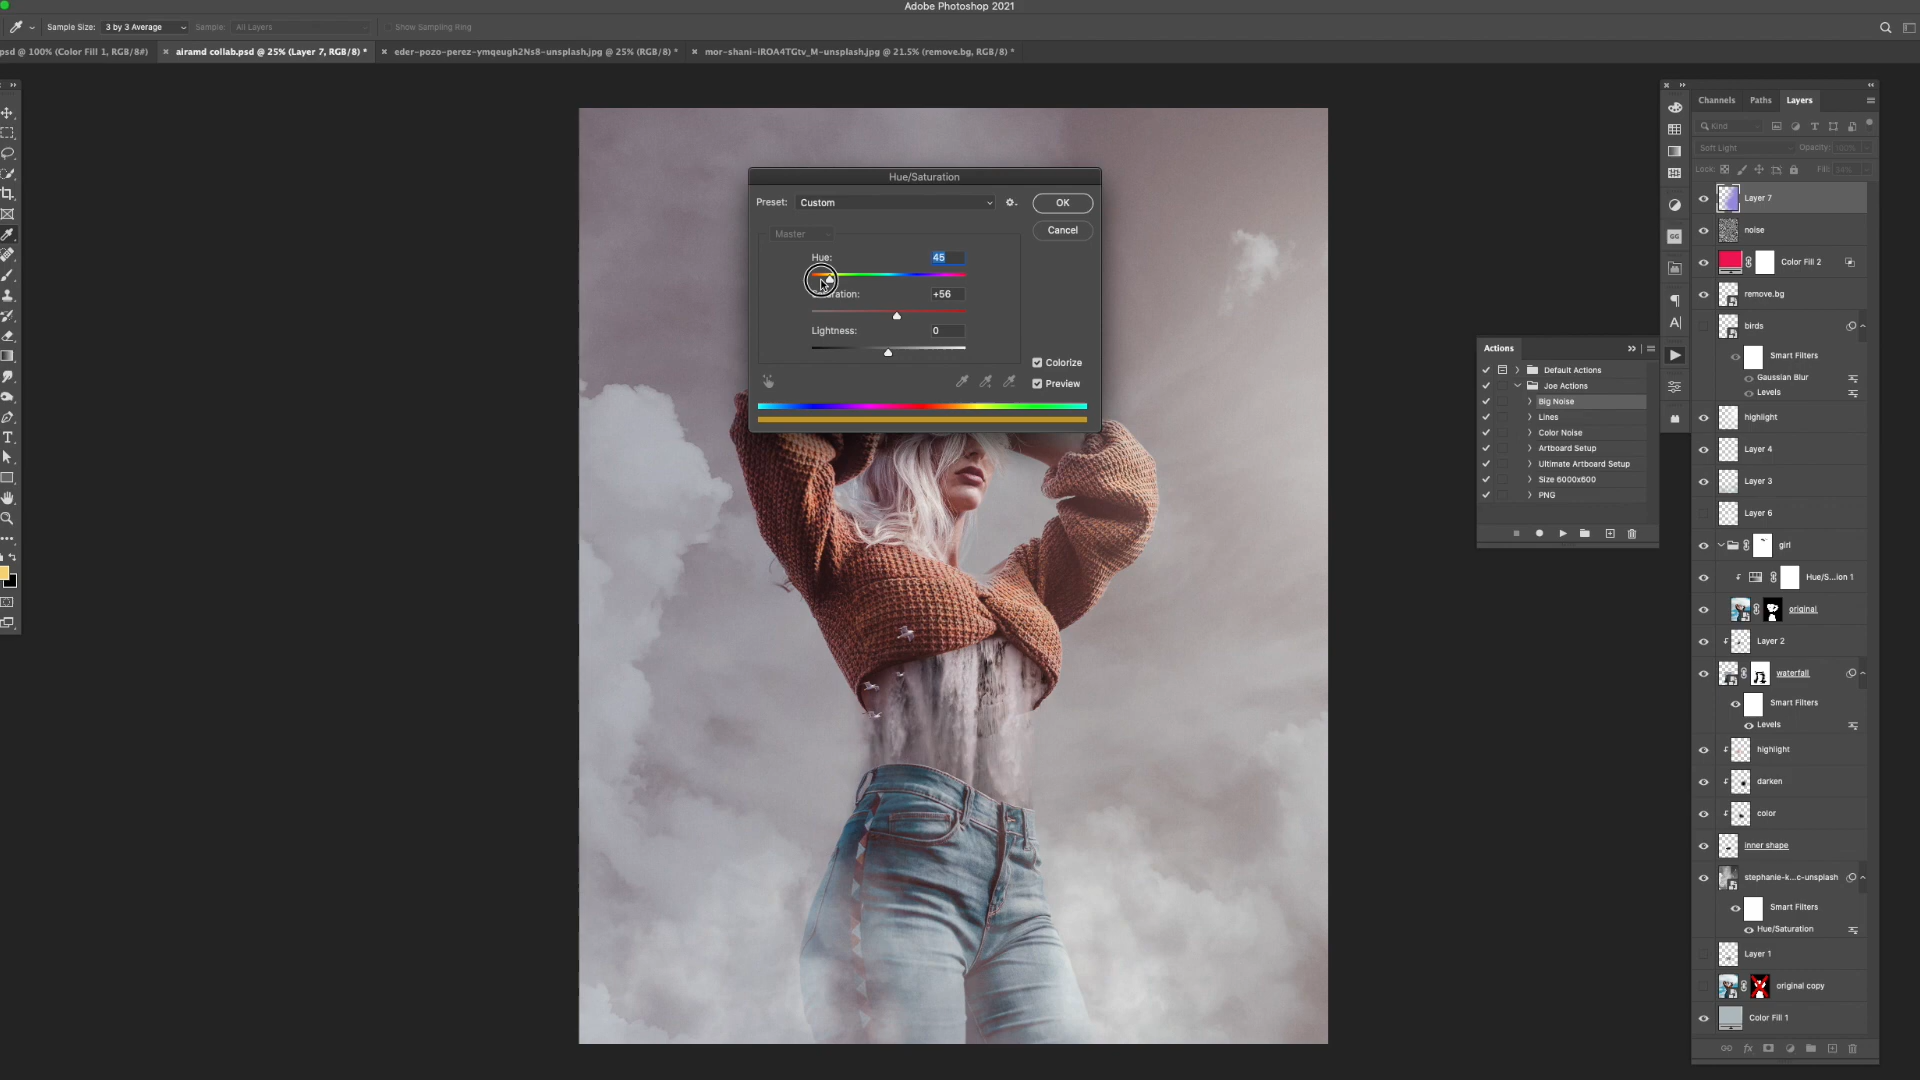 Adobe Photoshop 2021
Sample Size: 3 by 3 Average Sample: All Layers Show Sampling Ring
psd @ 100% (Color Fill 1, RGB/8#) airamd collab.psd @ 25% (Layer 7, RGB/8) * eder-pozo-perez-ymqeugh2Ns8-unsplash.jpg @ 25% (RGB/8) * mor-shani-iROA4TGtv_M-unsplash.jpg @ 21.5% (remove.bg, RGB/8) *
Hue/Saturation
Preset: Custom
OK
Cancel
Master
Hue: 45
Saturation: +56
Lightness: 0
Colorize
Preview
Actions
Default Actions
Joe Actions
Big Noise
Lines
Color Noise
Artboard Setup
Ultimate Artboard Setup
Size 6000x600
PNG
Channels Paths Layers
Kind
Soft Light Opacity: 100%
Lock: Fill:
Layer 7
noise
Color Fill 2
remove.bg
birds
Smart Filters
Gaussian Blur
Levels
highlight
Layer 4
Layer 3
Layer 6
girl
Hue/S...ion 1
original
Layer 2
waterfall
Smart Filters
Levels
highlight
darken
color
inner shape
stephanie-k...c-unsplash
Smart Filters
Hue/Saturation
Layer 1
original copy
Color Fill 1